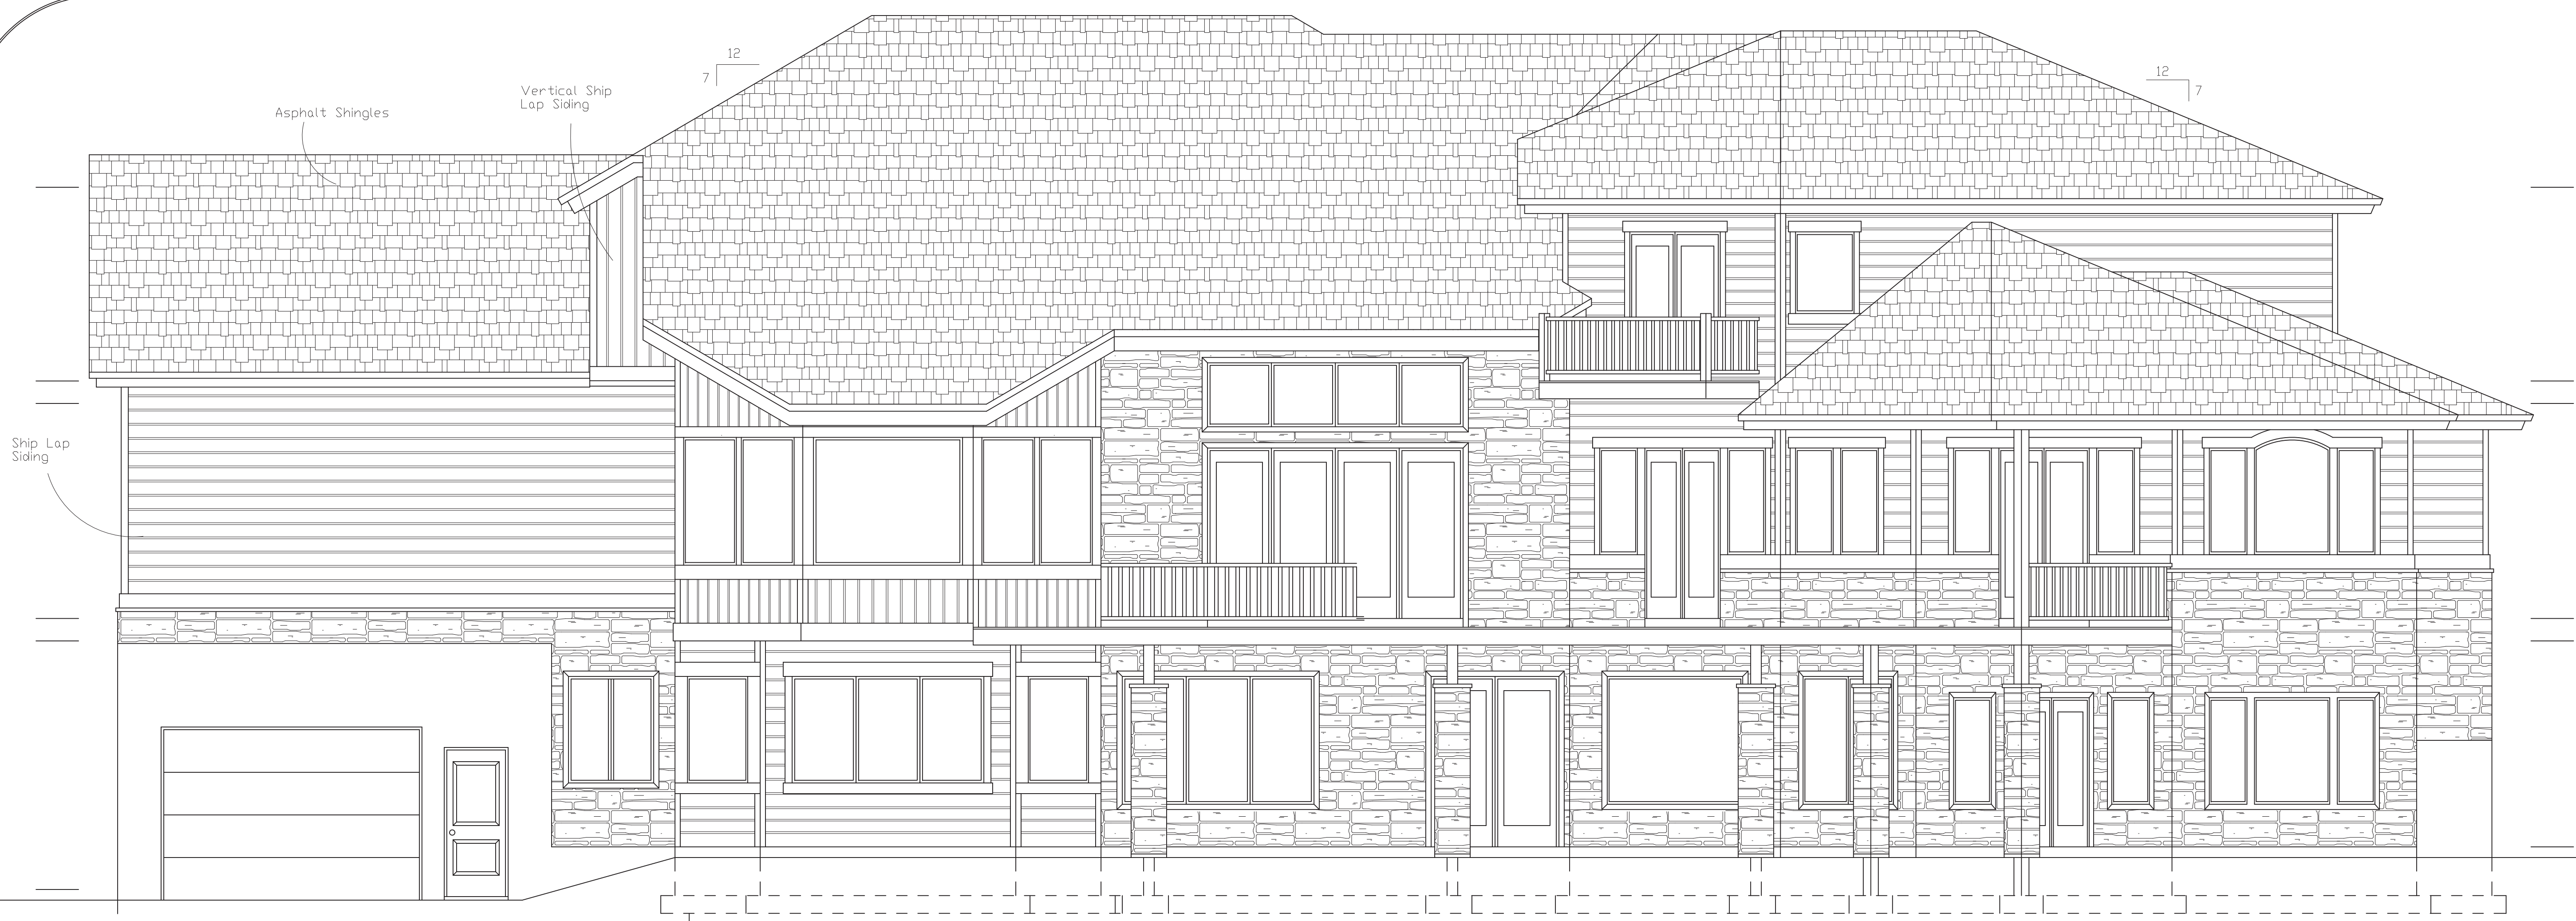 12
7
12
7
Vertical Ship
Lap Siding
Asphalt Shingles
Ship Lap
Siding